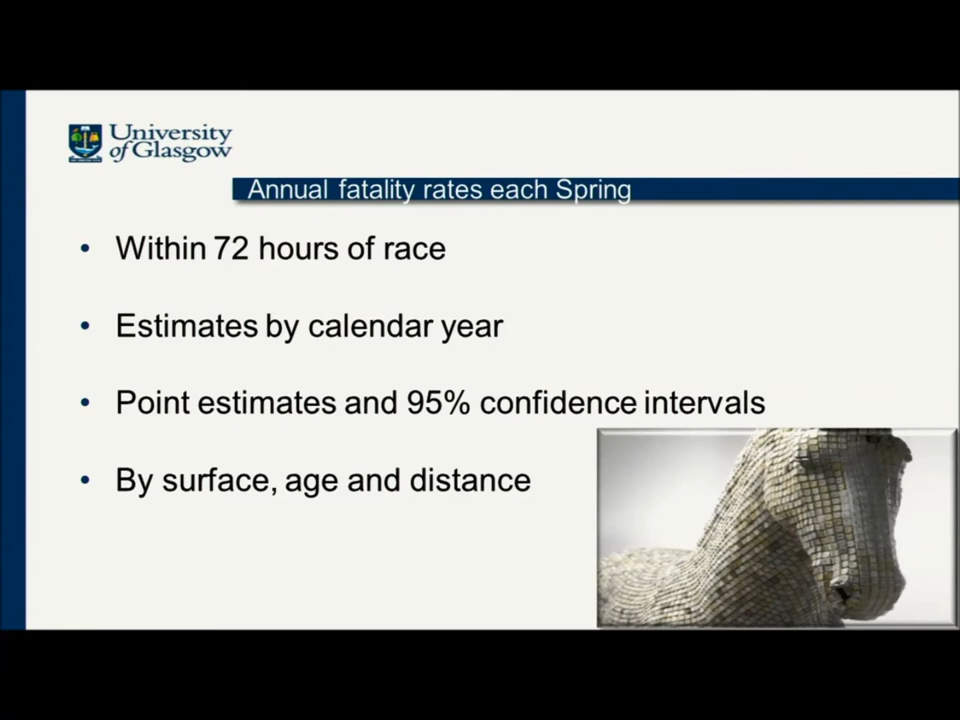 University
of Glasgow
Annual fatality rates each Spring
• Within 72 hours of race
• Estimates by calendar year
• Point estimates and 95% confidence intervals
• By surface, age and distance